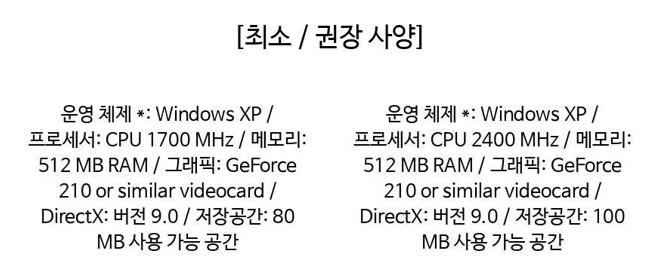 [최소 / 권장 사양]
운영 체제 *: Windows XP /
프로세서: CPU 1700 MHz / 메모리:
512 MB RAM / 그래픽: GeForce
210 or similar videocard /
DirectX: 버전 9.0 / 저장공간: 80
MB 사용 가능 공간
운영 체제 *: Windows XP /
프로세서: CPU 2400 MHz / 메모리:
512 MB RAM / 그래픽: GeForce
210 or similar videocard /
DirectX: 버전 9.0 / 저장공간: 100
MB 사용 가능 공간